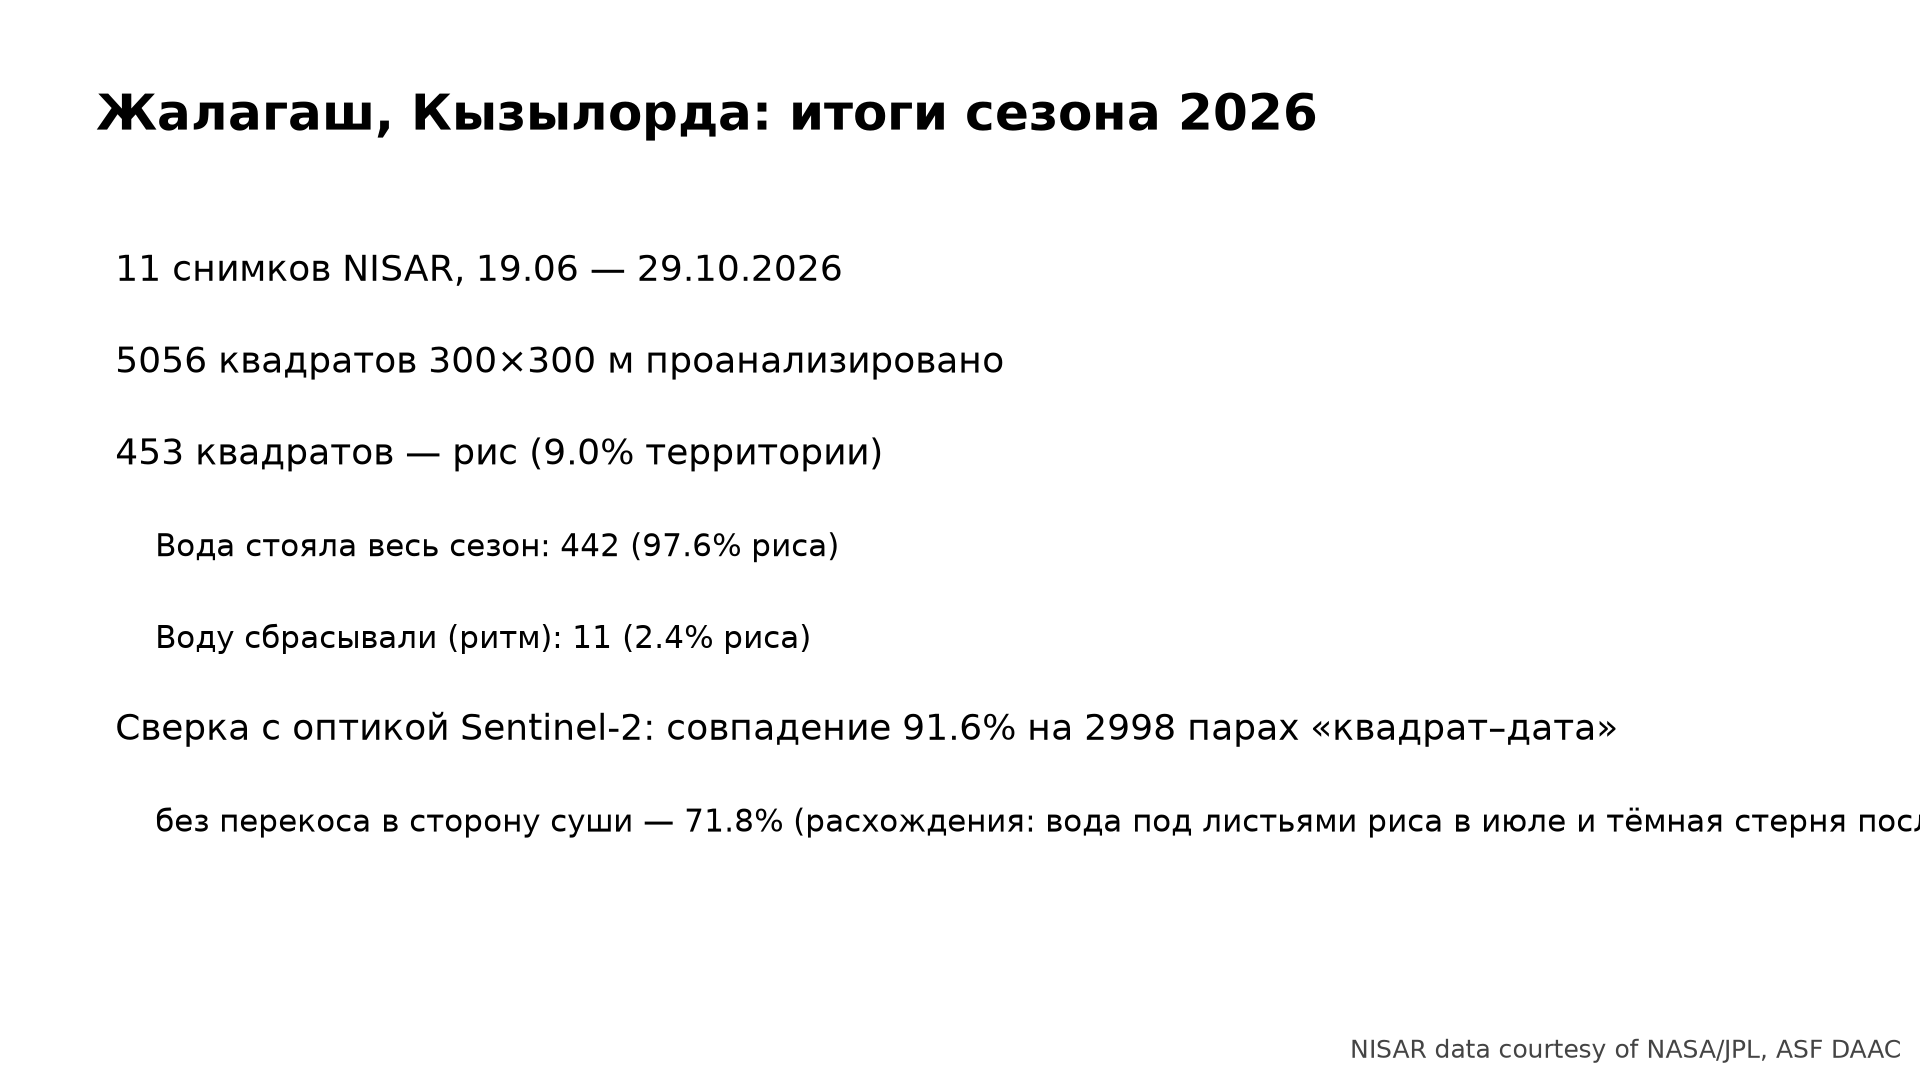 Жалагаш, Кызылорда: итоги сезона 2026
11 снимков NISAR, 19.06 — 29.10.2026
5056 квадратов 300×300 м проанализировано
453 квадратов — рис (9.0% территории)
Вода стояла весь сезон: 442 (97.6% риса)
Воду сбрасывали (ритм): 11 (2.4% риса)
Сверка с оптикой Sentinel-2: совпадение 91.6% на 2998 парах «квадрат–дата»
без перекоса в сторону суши — 71.8% (расхождения: вода под листьями риса в июле и тёмная стерня
NISAR data courtesy of NASA/JPL, ASF DAAC